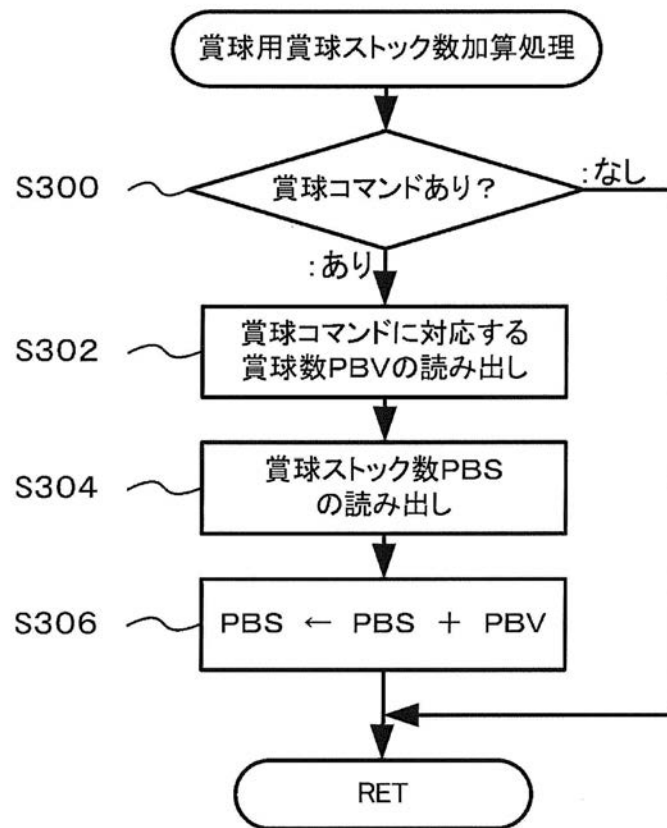 賞球用賞球ストック数加算処理
S300
賞球コマンドあり?
:なし
:あり
S302
賞球コマンドに対応する
賞球数PBVの読み出し
S304
賞球ストック数PBS
の読み出し
S306
PBS ← PBS + PBV
RET